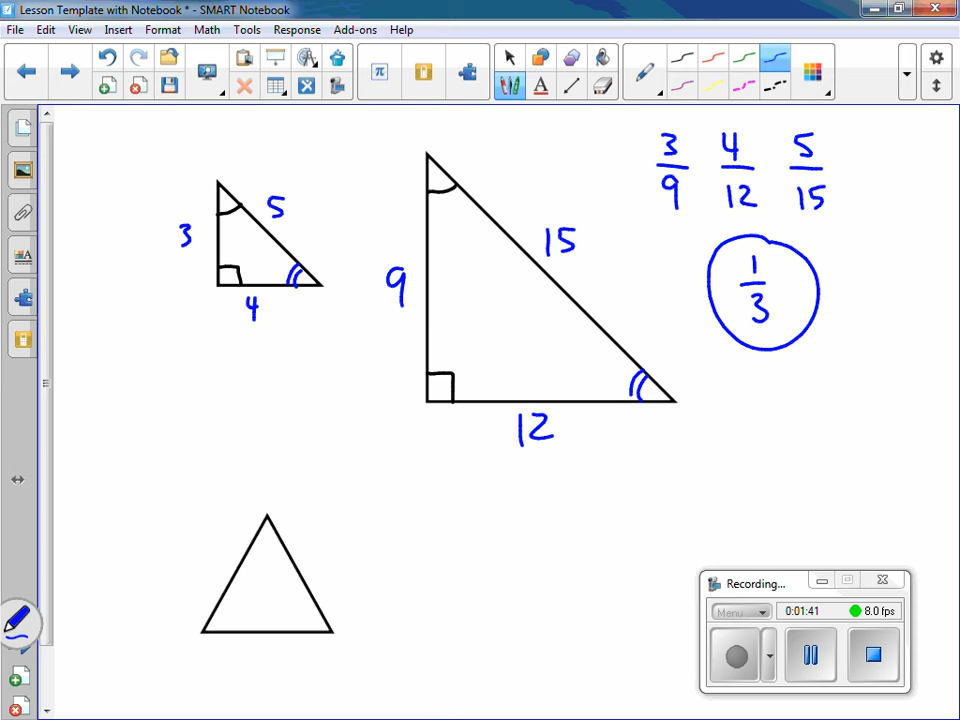 Lesson Template with Notebook * - SMART Notebook
File Edit View Insert Format Math Tools Response Add-ons Help
π
A
3/9 4/12 5/15
3
5
4
9
15
12
1/3
Recording...
Menu
0:01:41
8.0 fps